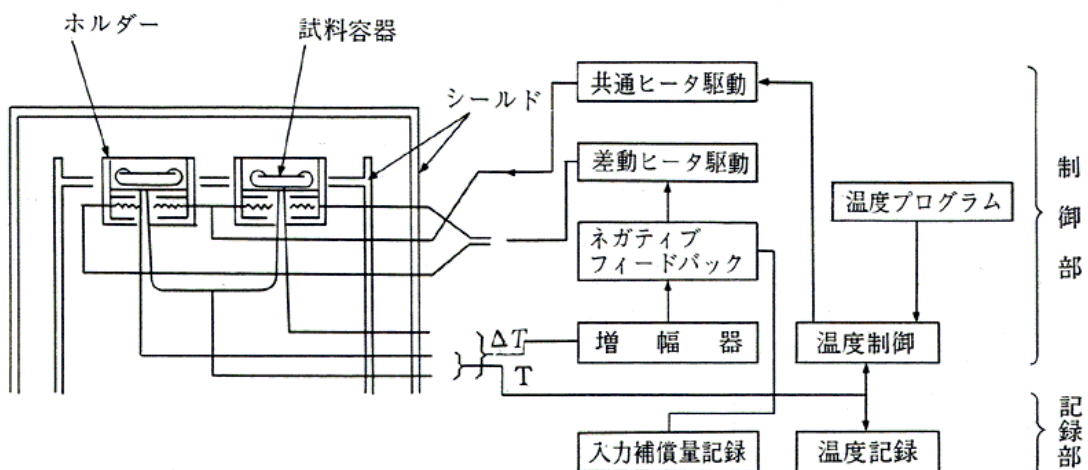 ホルダー
試料容器
シールド
共通ヒータ駆動
差動ヒータ駆動
ネガティブ
フィードバック
増幅器
温度プログラム
温度制御
制御部
ΔT
T
入力補償量記録
温度記録
記録部